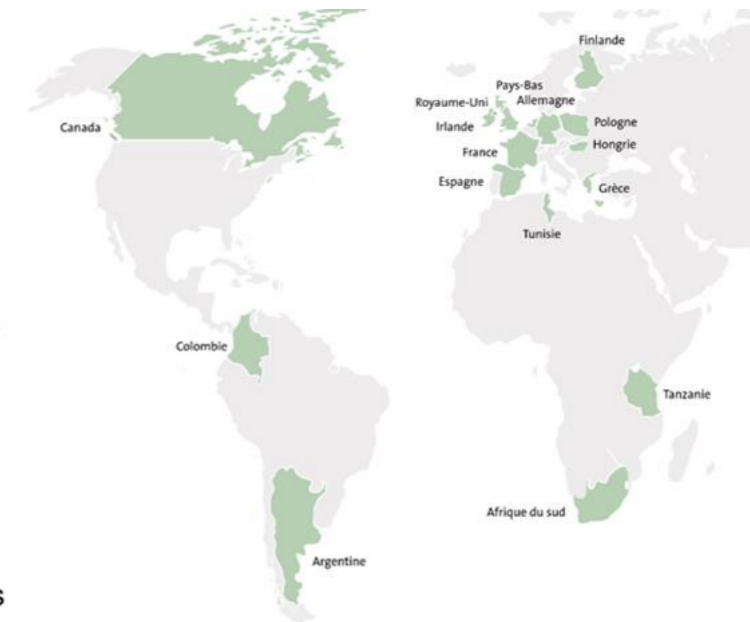 Finlande
Pays-Bas
Royaume-Uni
Allemagne
Canada
Irlande
Pologne
France
Hongrie
Espagne
Grèce
Tunisie
Colombie
Tanzanie
Afrique du sud
Argentine
s